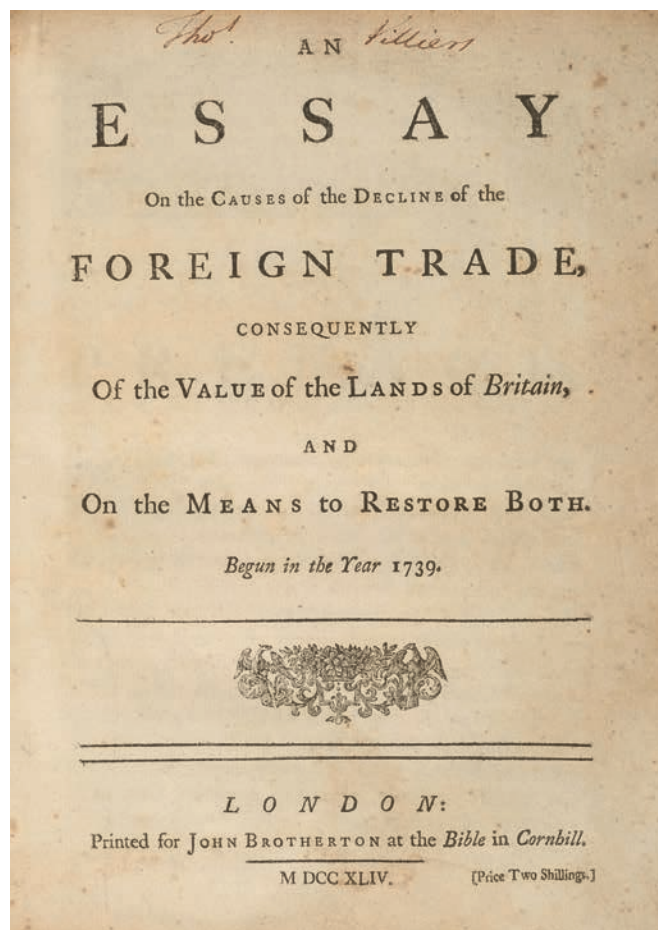 Thos. Villiers
AN
ESSAY
On the CAUSES of the DECLINE of the
FOREIGN TRADE,
CONSEQUENTLY
Of the VALUE of the LANDS of Britain,
AND
On the MEANS to RESTORE BOTH.
Begun in the Year 1739.
LONDON:
Printed for JOHN BROTHERTON at the Bible in Cornhill.
M DCC XLIV. [Price Two Shillings.]